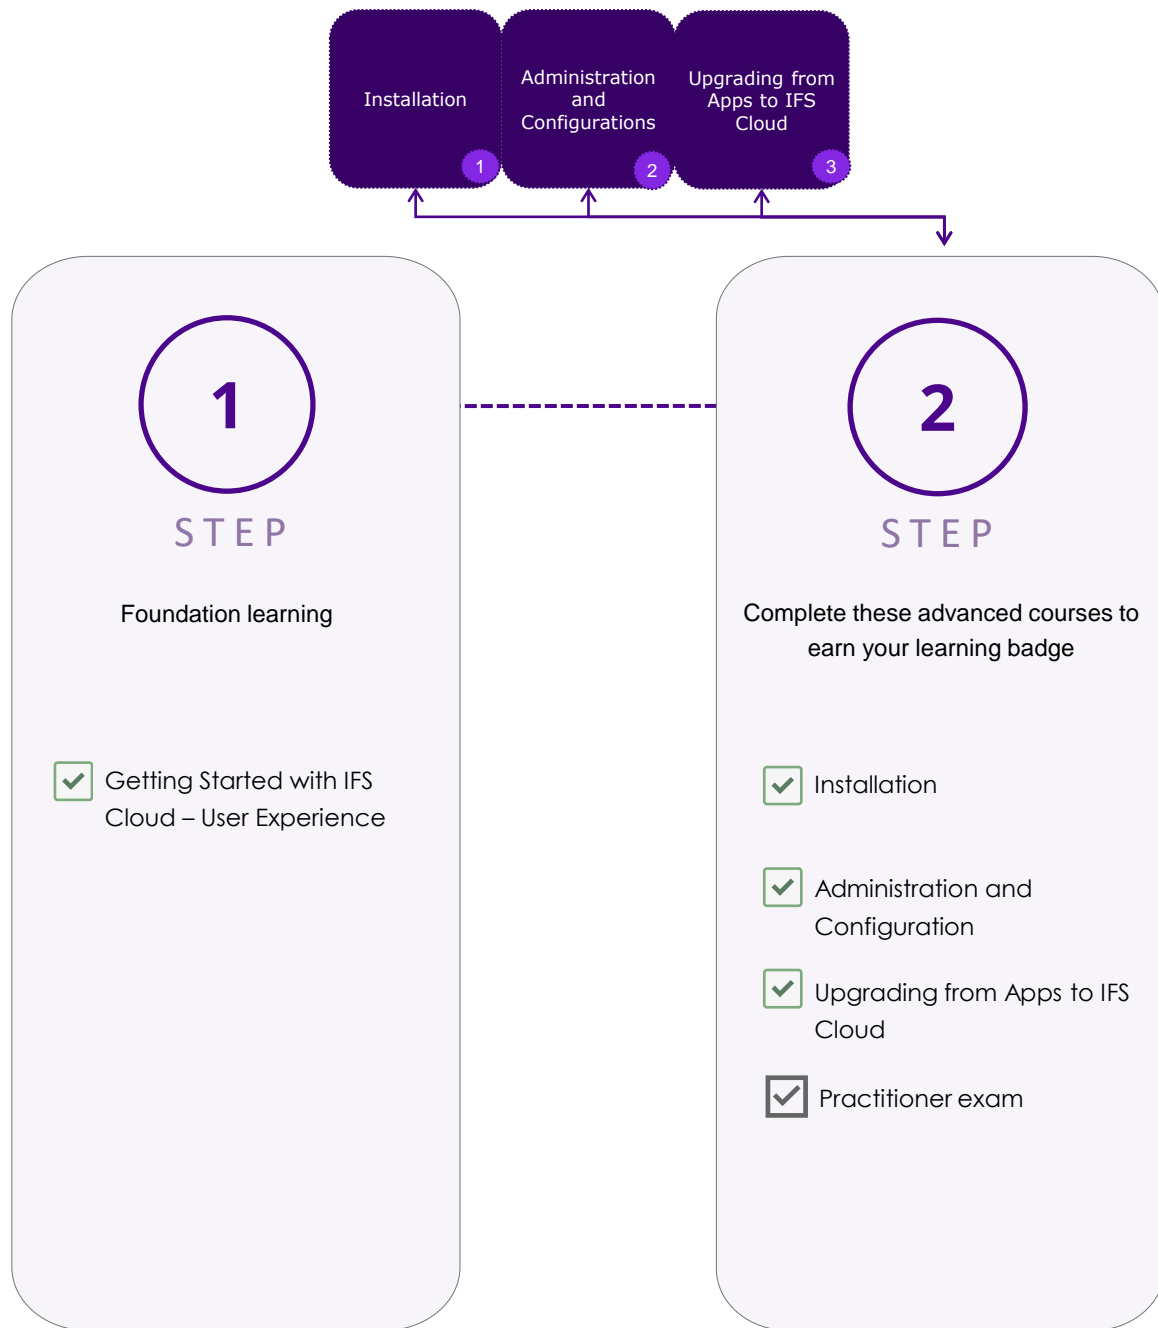 Installation
1
Administration
and
Configurations
2
Upgrading from
Apps to IFS
Cloud
3
1
STEP
Foundation learning
Getting Started with IFS
Cloud – User Experience
2
STEP
Complete these advanced courses to
earn your learning badge
Installation
Administration and
Configuration
Upgrading from Apps to IFS
Cloud
Practitioner exam